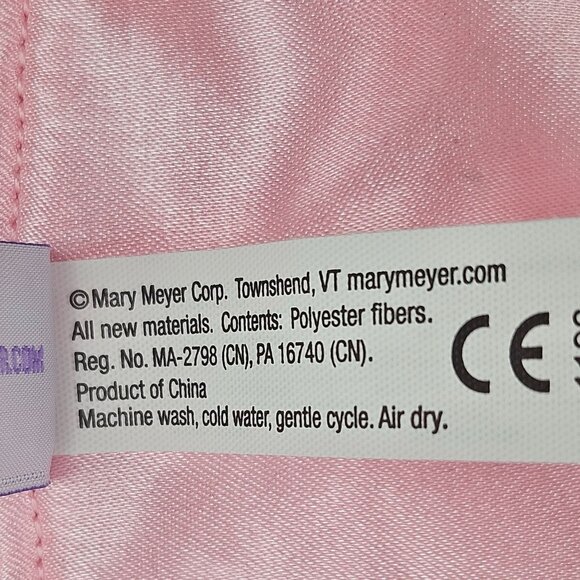 ©Mary Meyer Corp. Townshend, VT marymeyer.com
All new materials. Contents: Polyester fibers.
Reg. No. MA-2798 (CN), PA 16740 (CN).
Product of China
Machine wash, cold water, gentle cycle. Air dry.
CE
R.COM